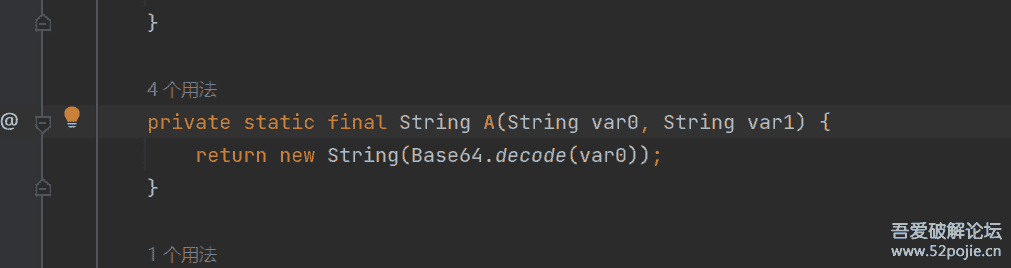 }
4 个用法
@
private static final String A(String var0, String var1) {
return new String(Base64.decode(var0));
}
1 个用法
吾爱破解论坛
www.52pojie.cn